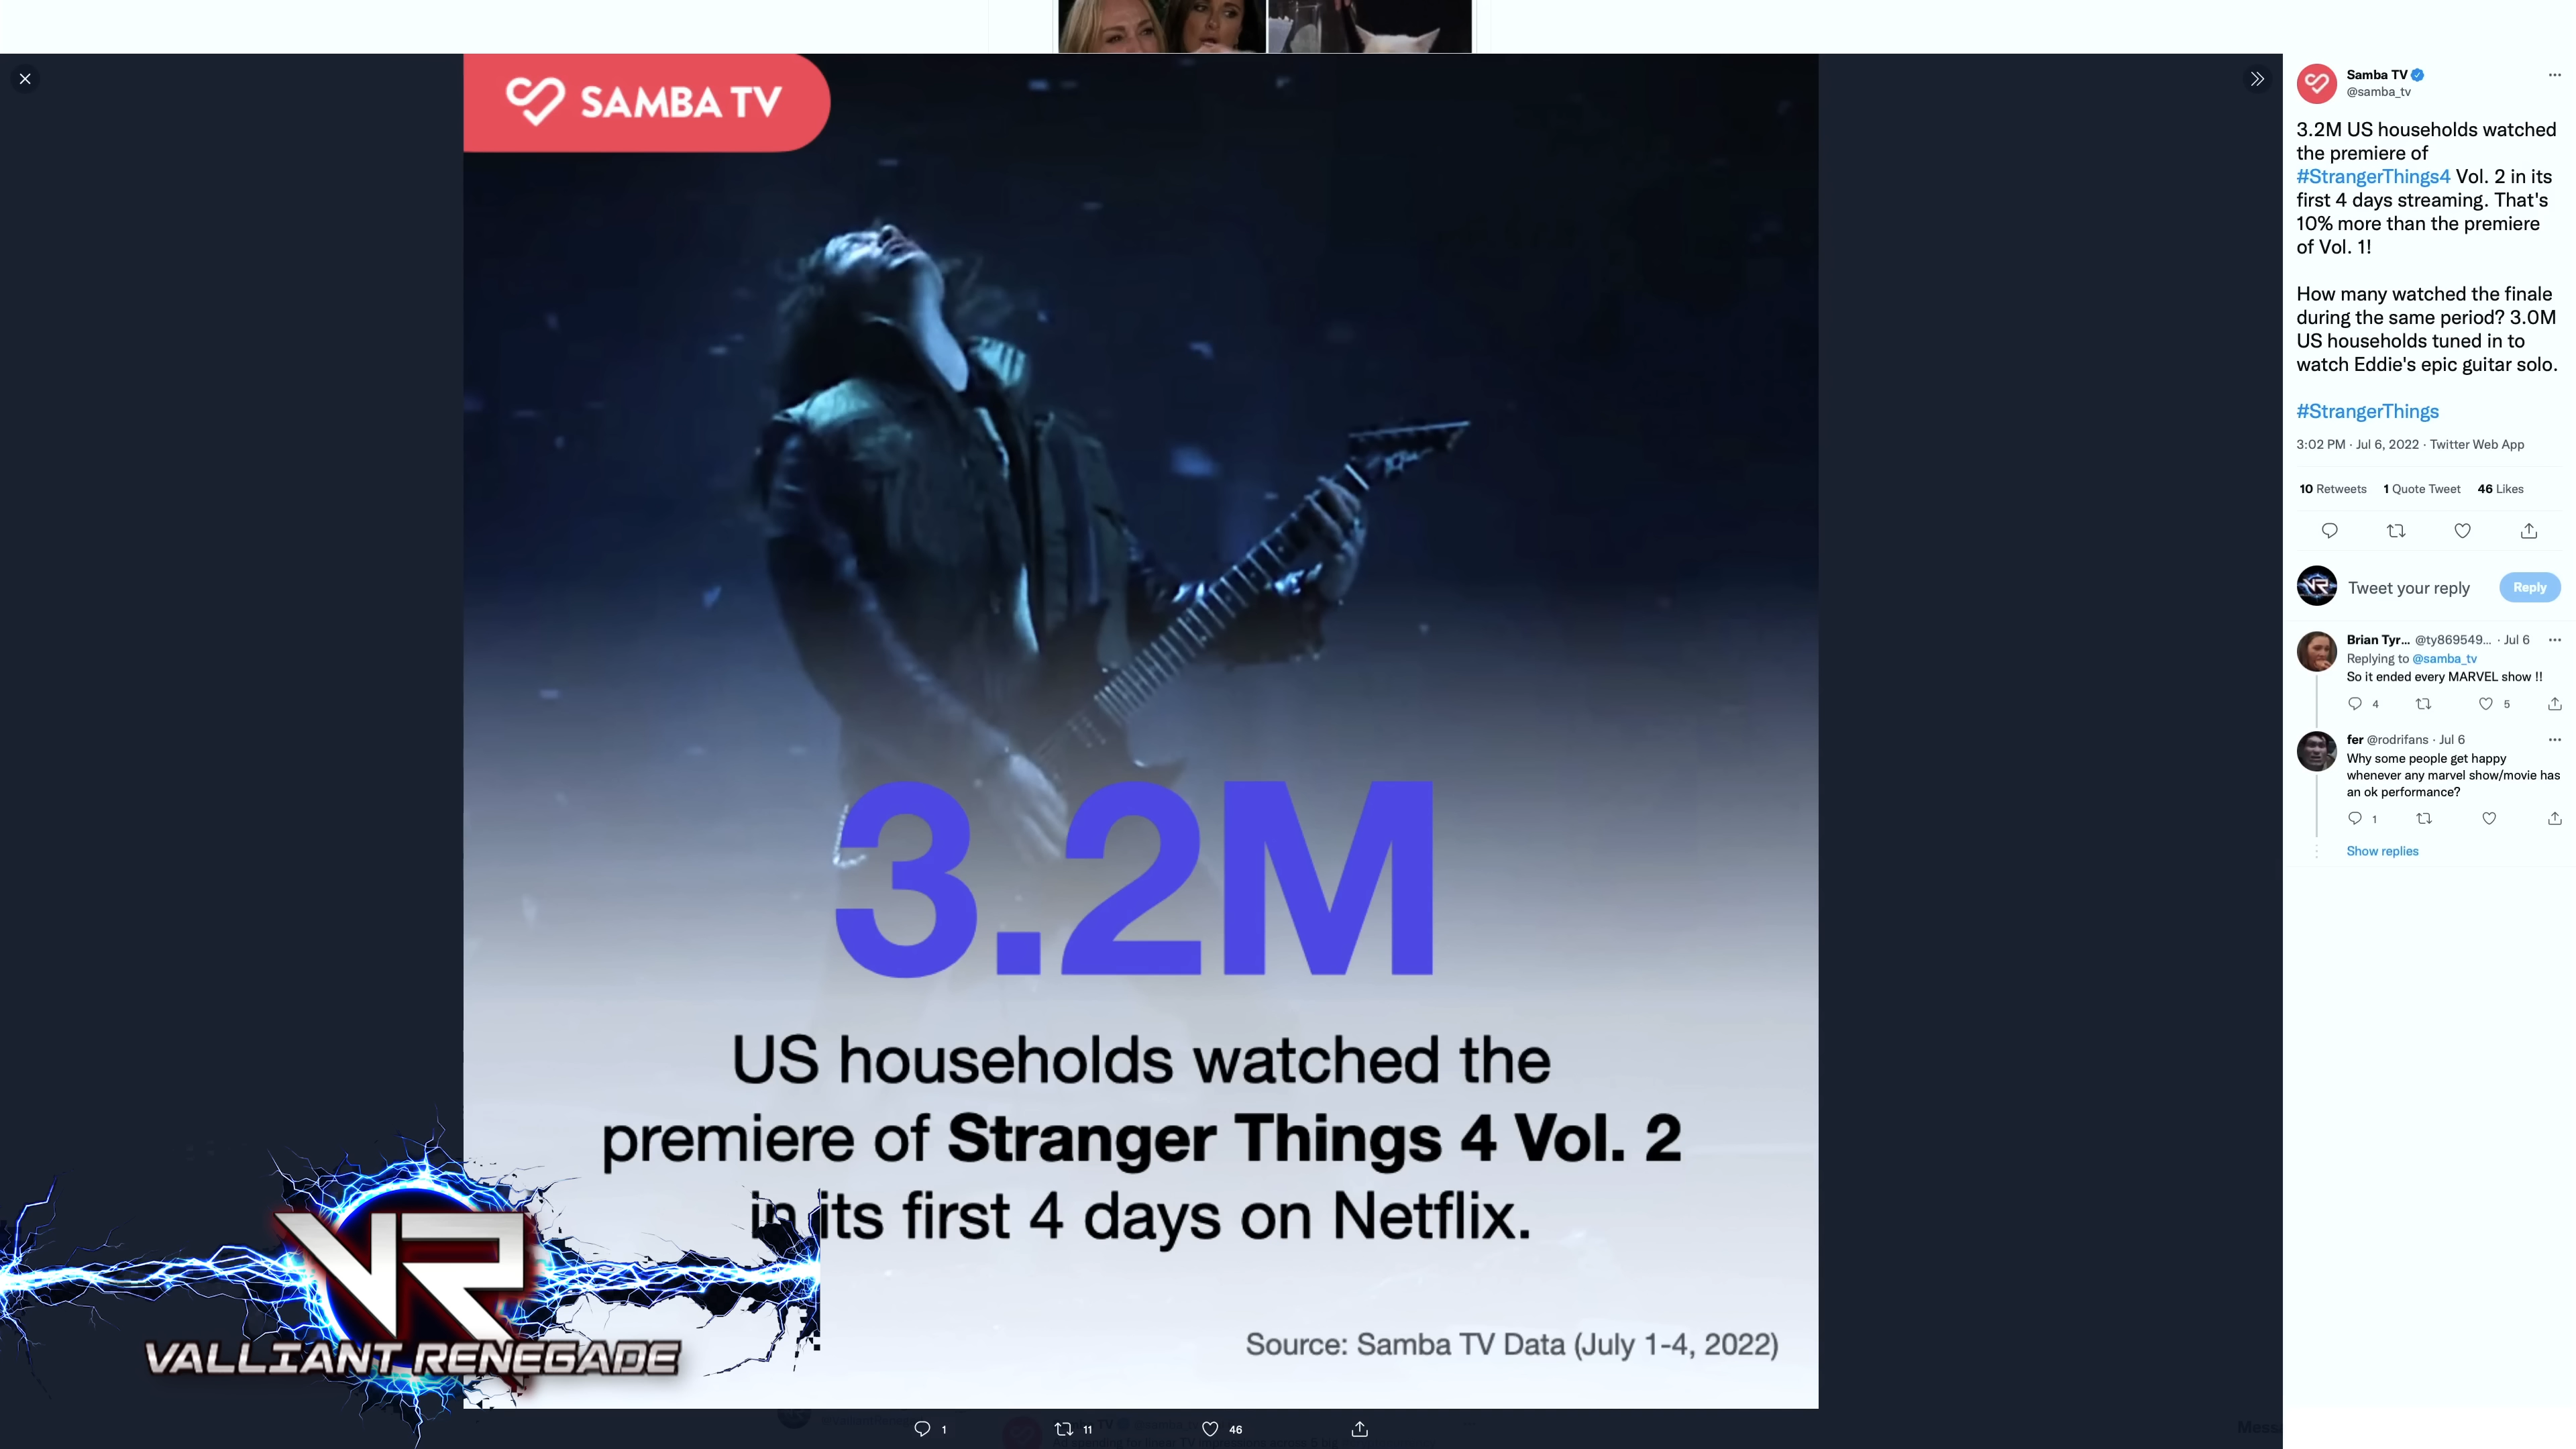 SAMBA TV
3.2M
US households watched the
premiere of Stranger Things 4 Vol. 2
in its first 4 days on Netflix.
Source: Samba TV Data (July 1-4, 2022)
VR
VALLIANT RENEGADE
1
11
46
Samba TV
@samba_tv
3.2M US households watched
the premiere of
#StrangerThings4 Vol. 2 in its
first 4 days streaming. That's
10% more than the premiere
of Vol. 1!
How many watched the finale
during the same period? 3.0M
US households tuned in to
watch Eddie's epic guitar solo.
#StrangerThings
3:02 PM · Jul 6, 2022 · Twitter Web App
10 Retweets 1 Quote Tweet 46 Likes
VR
Tweet your reply
Reply
Brian Tyr... @ty869549... · Jul 6
Replying to @samba_tv
So it ended every MARVEL show !!
4
5
fer @rodrifans · Jul 6
Why some people get happy
whenever any marvel show/movie has
an ok performance?
1
Show replies